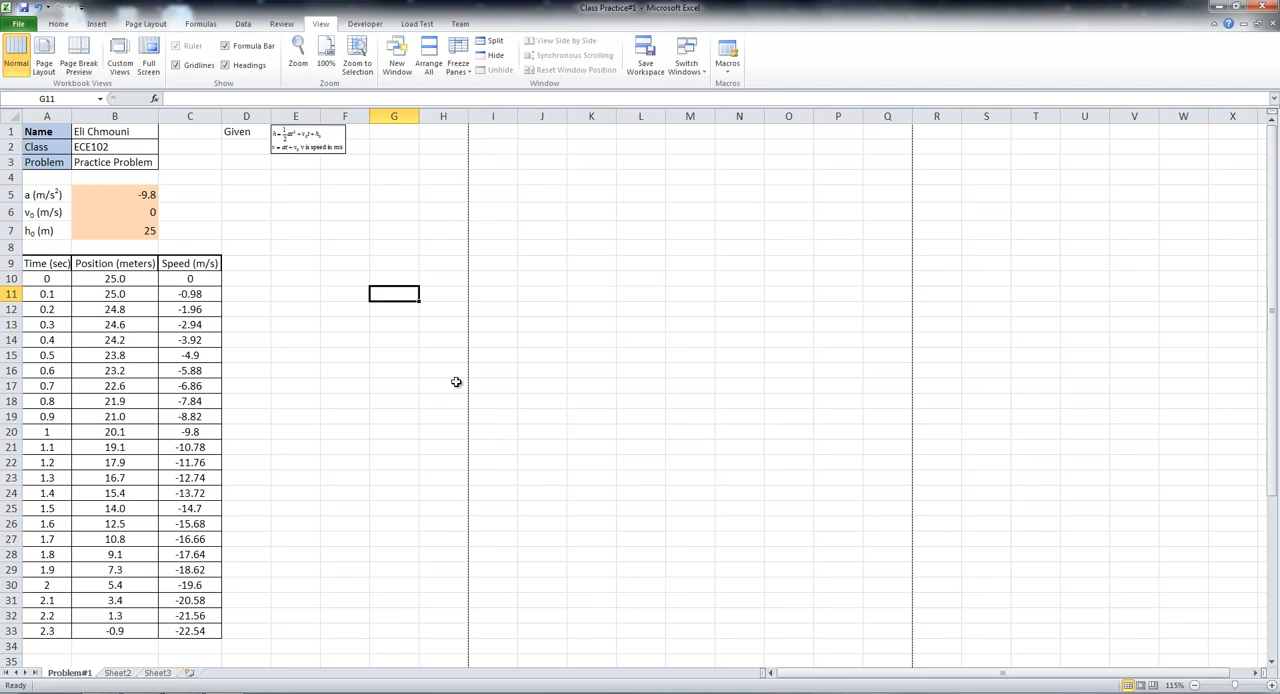 Class Practice#1 - Microsoft Excel
File Home Insert Page Layout Formulas Data Review View Developer Load Test Team
Normal Page Layout Page Break Preview Custom Views Full Screen
Ruler Formula Bar
Gridlines Headings
Zoom 100% Zoom to Selection
New Window Arrange All Freeze Panes
Split
Hide
Unhide
View Side by Side
Synchronous Scrolling
Reset Window Position
Save Workspace Switch Windows Macros
Workbook Views Show Zoom Window Macros
G11 fx
A B C D E F G H I J K L M N O P Q R S T U V W X
1 Name Eli Chmouni Given h = 1/2 at² + v₀t + h₀
2 Class ECE102 v = at + v₀ v is speed in m/s
3 Problem Practice Problem
4
5 a (m/s²) -9.8
6 v₀ (m/s) 0
7 h₀ (m) 25
8
9 Time (sec) Position (meters) Speed (m/s)
10 0 25.0 0
11 0.1 25.0 -0.98
12 0.2 24.8 -1.96
13 0.3 24.6 -2.94
14 0.4 24.2 -3.92
15 0.5 23.8 -4.9
16 0.6 23.2 -5.88
17 0.7 22.6 -6.86
18 0.8 21.9 -7.84
19 0.9 21.0 -8.82
20 1 20.1 -9.8
21 1.1 19.1 -10.78
22 1.2 17.9 -11.76
23 1.3 16.7 -12.74
24 1.4 15.4 -13.72
25 1.5 14.0 -14.7
26 1.6 12.5 -15.68
27 1.7 10.8 -16.66
28 1.8 9.1 -17.64
29 1.9 7.3 -18.62
30 2 5.4 -19.6
31 2.1 3.4 -20.58
32 2.2 1.3 -21.56
33 2.3 -0.9 -22.54
34
35
Problem#1 Sheet2 Sheet3
Ready 115%